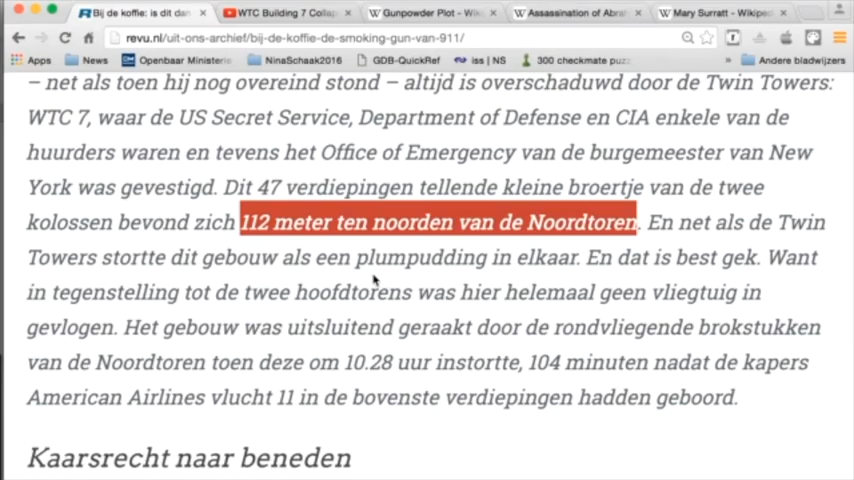 Bij de koffie: is dit dan
WTC Building 7 Collap
Gunpowder Plot - Wiki
Assassination of Abrah
Mary Surratt - Wikiped
revu.nl/uit-ons-archief/bij-de-koffie-de-smoking-gun-van-911/
Apps News Openbaar Ministerie NinaSchaak2016 GDB-QuickRef iss | NS 300 checkmate puzz » Andere bladwijzers
– net als toen hij nog overeind stond – altijd is overschaduwd door de Twin Towers:
WTC 7, waar de US Secret Service, Department of Defense en CIA enkele van de
huurders waren en tevens het Office of Emergency van de burgemeester van New
York was gevestigd. Dit 47 verdiepingen tellende kleine broertje van de twee
kolossen bevond zich 112 meter ten noorden van de Noordtoren. En net als de Twin
Towers stortte dit gebouw als een plumpudding in elkaar. En dat is best gek. Want
in tegenstelling tot de twee hoofdtorens was hier helemaal geen vliegtuig in
gevlogen. Het gebouw was uitsluitend geraakt door de rondvliegende brokstukken
van de Noordtoren toen deze om 10.28 uur instortte, 104 minuten nadat de kapers
American Airlines vlucht 11 in de bovenste verdiepingen hadden geboord.
Kaarsrecht naar beneden